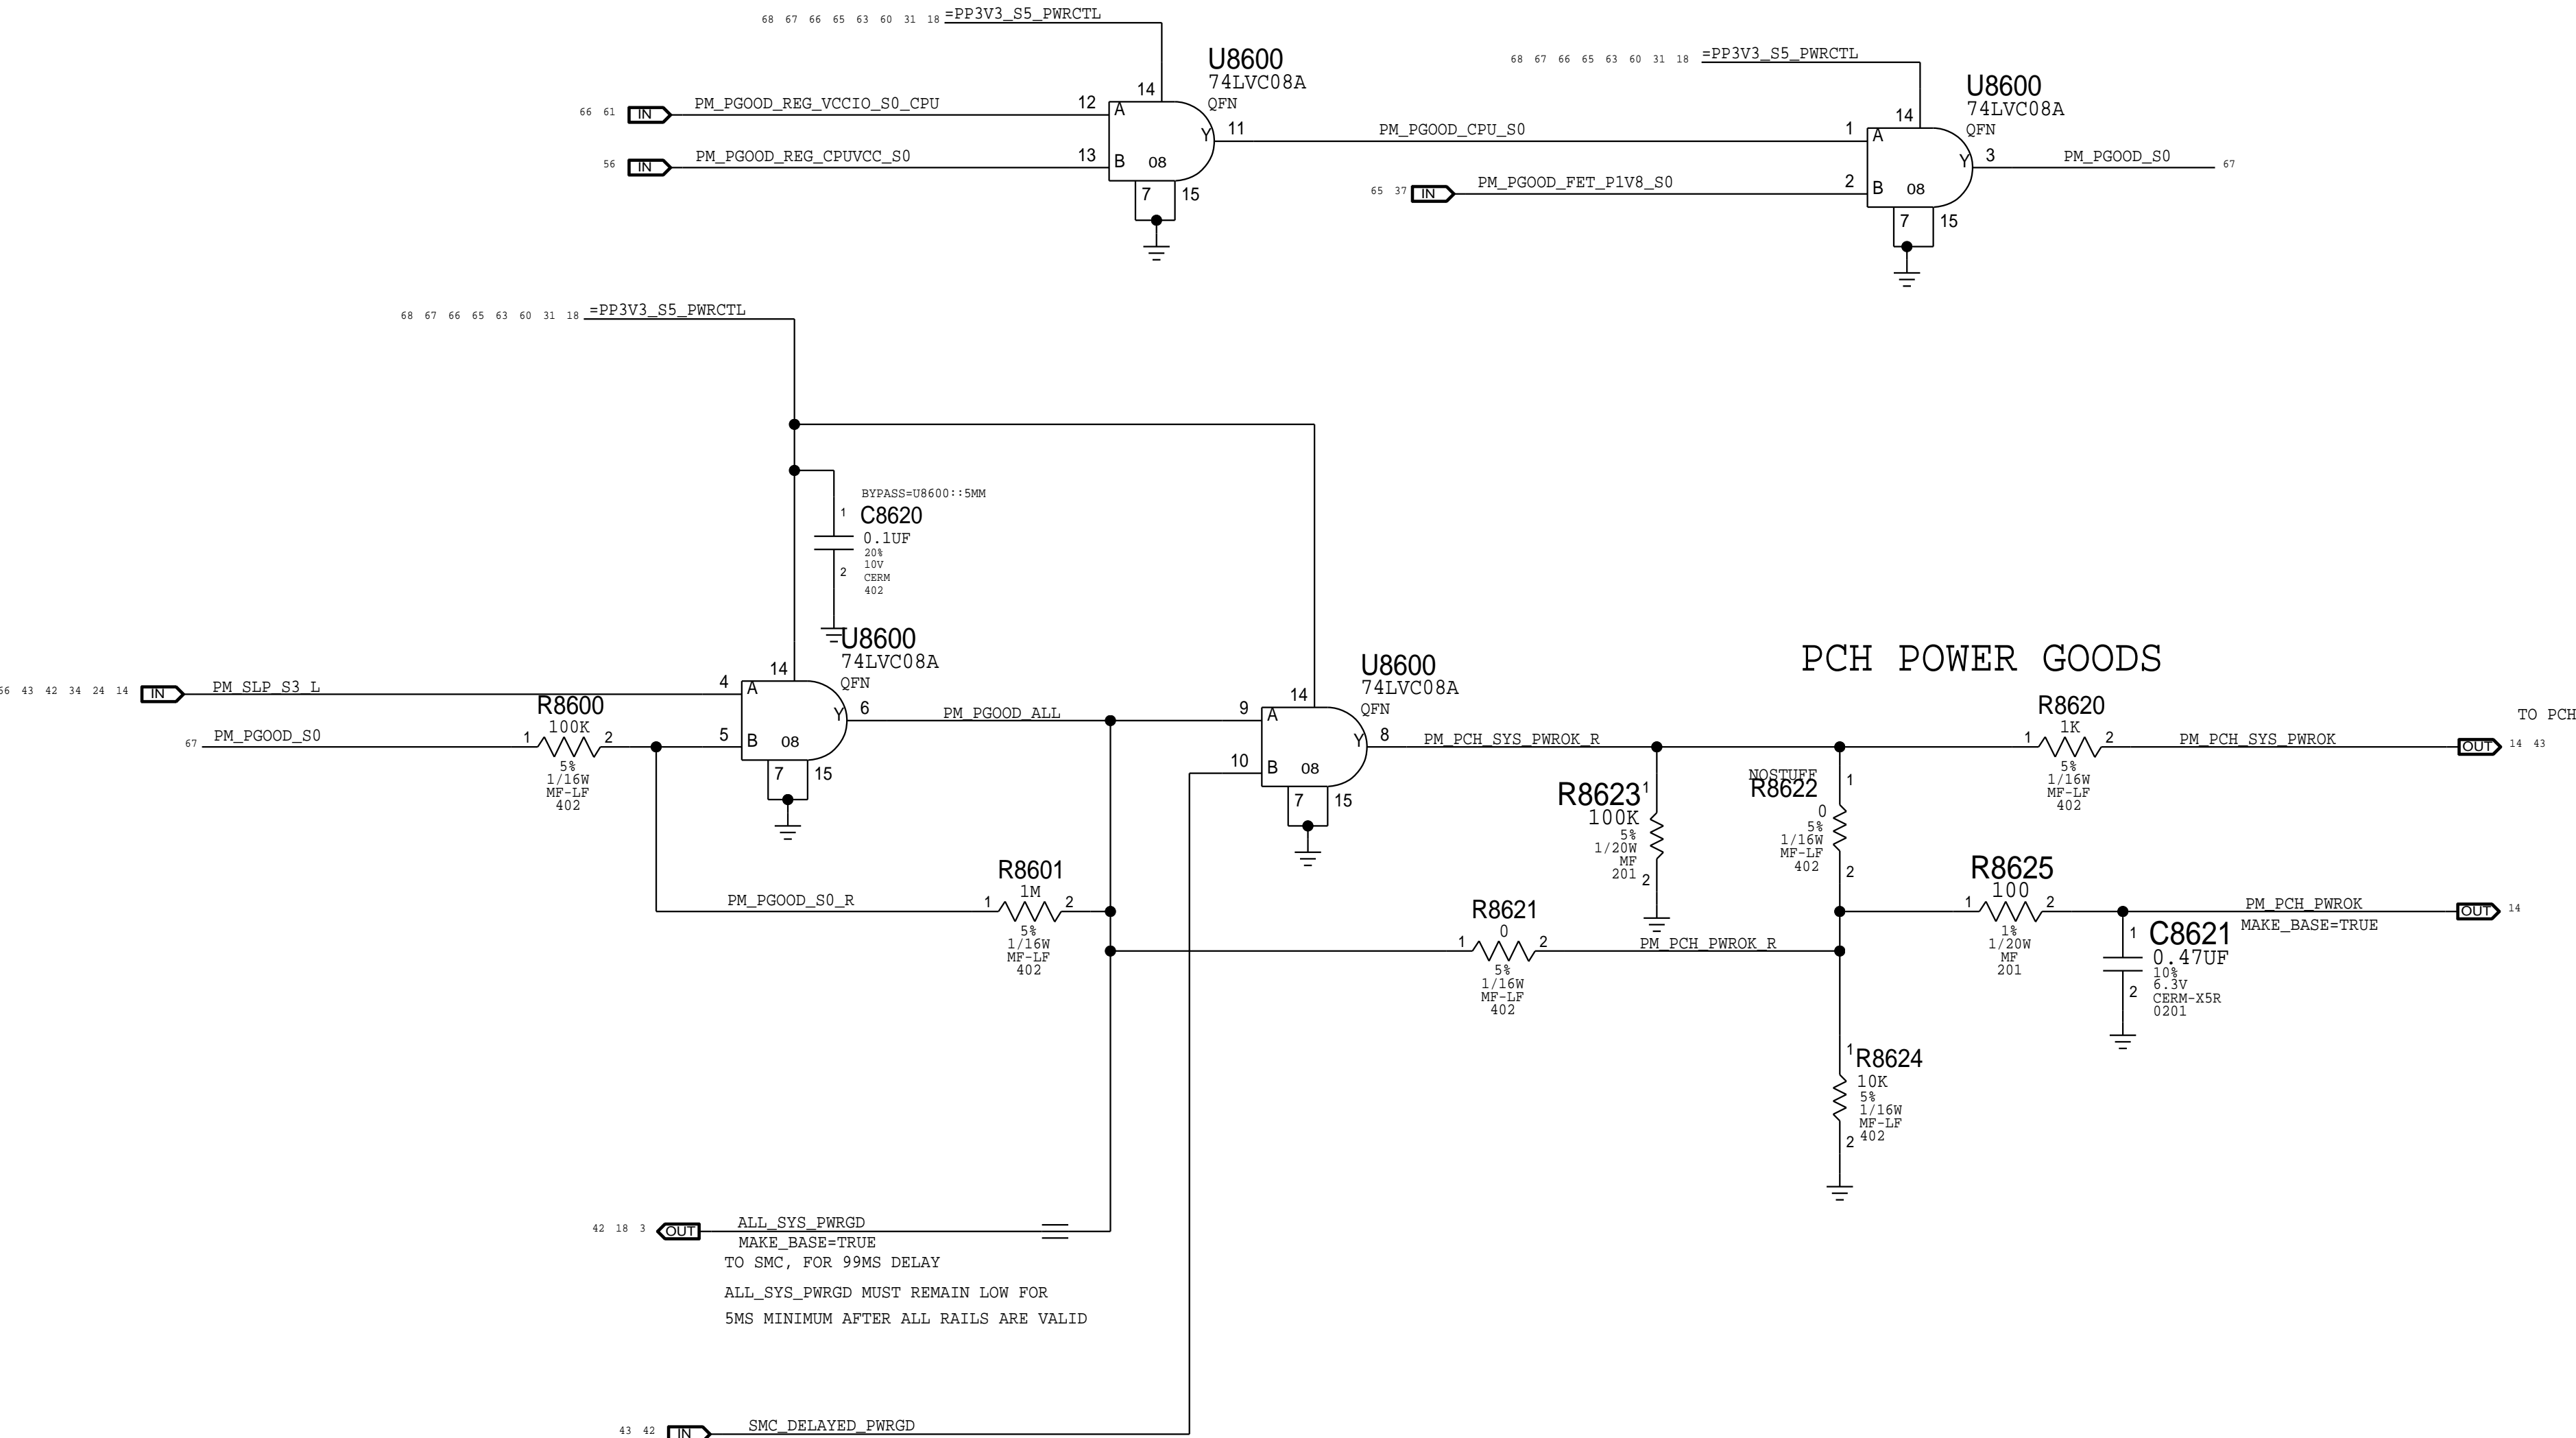 68 67 66 65 63 60 31 18 =PP3V3_S5_PWRCTL
U8600
74LVC08A
QFN
14
66 61 IN PM_PGOOD_REG_VCCIO_S0_CPU 12 A
56 IN PM_PGOOD_REG_CPUVCC_S0 13 B
08
Y 11 PM_PGOOD_CPU_S0
7 15
68 67 66 65 63 60 31 18 =PP3V3_S5_PWRCTL
U8600
74LVC08A
QFN
14
1 A
65 37 IN PM_PGOOD_FET_P1V8_S0 2 B
08
Y 3 PM_PGOOD_S0 67
7 15
68 67 66 65 63 60 31 18 =PP3V3_S5_PWRCTL
BYPASS=U8600::5MM
1
C8620
0.1UF
20%
10V
2
CERM
402
U8600
74LVC08A
QFN
14
66 43 42 34 24 14 IN PM_SLP_S3_L 4 A
R8600
100K
67 PM_PGOOD_S0 1 2 5 B
5%
1/16W
MF-LF
402
08
Y 6 PM_PGOOD_ALL
7 15
U8600
74LVC08A
QFN
14
9 A
10 B
08
Y 8 PM_PCH_SYS_PWROK_R
7 15
PCH POWER GOODS
R8620
1K
1 2 PM_PCH_SYS_PWROK OUT 14 43
TO PCH
5%
1/16W
MF-LF
402
R8623 1
100K
5%
1/20W
MF
201 2
NOSTUFF
R8622
1
0
5%
1/16W
MF-LF
402
2
R8601
1M
PM_PGOOD_S0_R 1 2
5%
1/16W
MF-LF
402
R8621
0
1 2 PM_PCH_PWROK_R
5%
1/16W
MF-LF
402
R8625
100
1 2 PM_PCH_PWROK OUT 14
MAKE_BASE=TRUE
1%
1/20W
MF
201
1 C8621
0.47UF
10%
6.3V
2 CERM-X5R
0201
1 R8624
10K
5%
1/16W
MF-LF
2 402
42 18 3 OUT ALL_SYS_PWRGD
MAKE_BASE=TRUE
TO SMC, FOR 99MS DELAY
ALL_SYS_PWRGD MUST REMAIN LOW FOR
5MS MINIMUM AFTER ALL RAILS ARE VALID
43 42 IN SMC_DELAYED_PWRGD